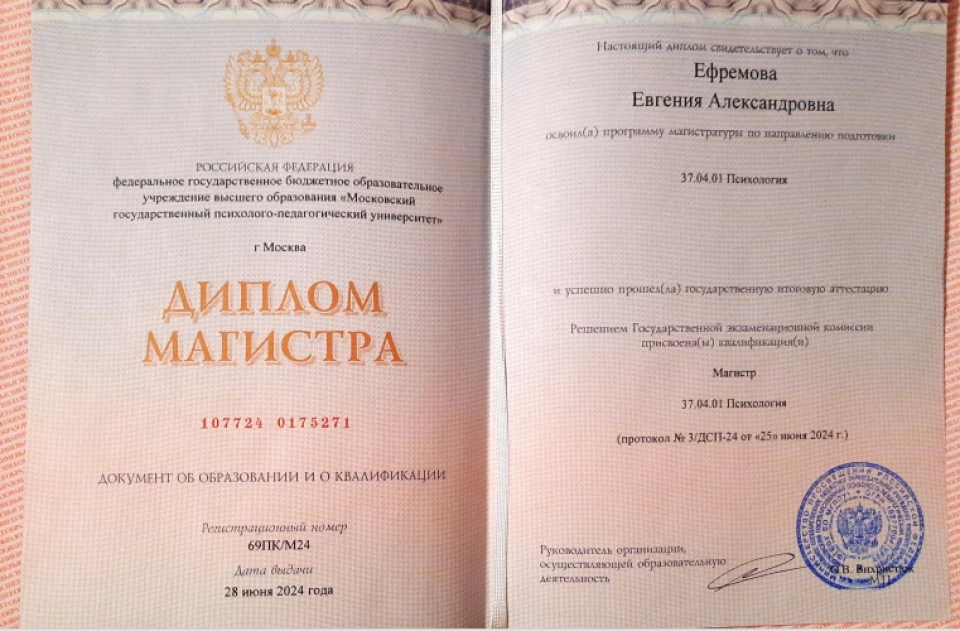 РОССИЙСКАЯ ФЕДЕРАЦИЯ
федеральное государственное бюджетное образовательное
учреждение высшего образования «Московский
государственный психолого-педагогический университет»
г Москва
ДИПЛОМ
МАГИСТРА
107724 0175271
ДОКУМЕНТ ОБ ОБРАЗОВАНИИ И О КВАЛИФИКАЦИИ
Регистрационный номер
69ПК/М24
Дата выдачи
28 июня 2024 года
Настоящий диплом свидетельствует о том, что
Ефремова
Евгения Александровна
освоил(а) программу магистратуры по направлению подготовки
37.04.01 Психология
и успешно прошел(ла) государственную итоговую аттестацию
Решением Государственной экзаменационной комиссии
присвоена(ы) квалификация(и)
Магистр
37.04.01 Психология
(протокол № 3/ДСП-24 от «25» июня 2024 г.)
Руководитель организации,
осуществляющей образовательную
деятельность
В. Вихристюк
М.П.